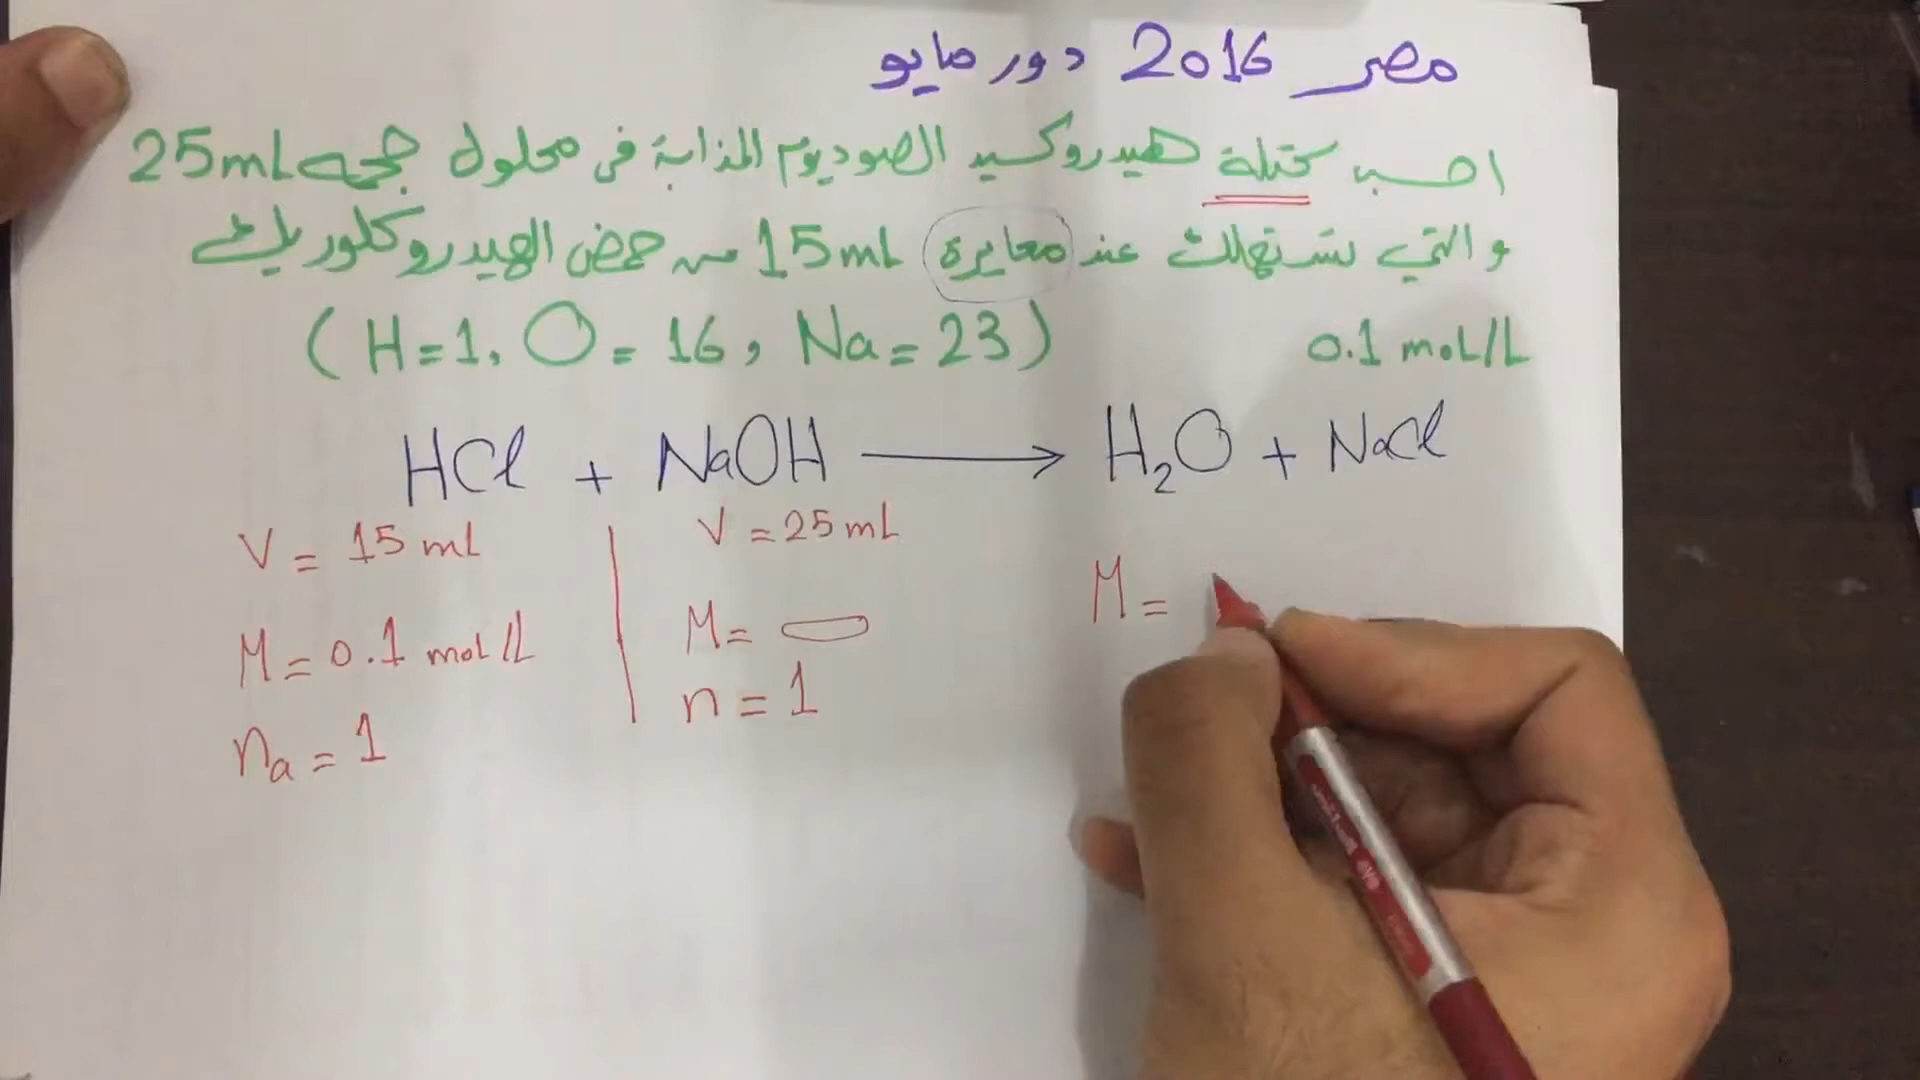 مصر 2016 دور مايو
احسب كتلة هيدروكسيد الصوديوم المذابة فى محلول حجمه 25mL
والتي تستهلك عند معايرة 15mL من حمض الهيدروكلوريك
0.1 moL/L (H=1, O=16, Na=23)
HCl + NaOH ⟶ H₂O + NaCl
V = 15 mL
M = 0.1 moL/L
nₐ = 1
V = 25 mL
M =
n = 1
M =